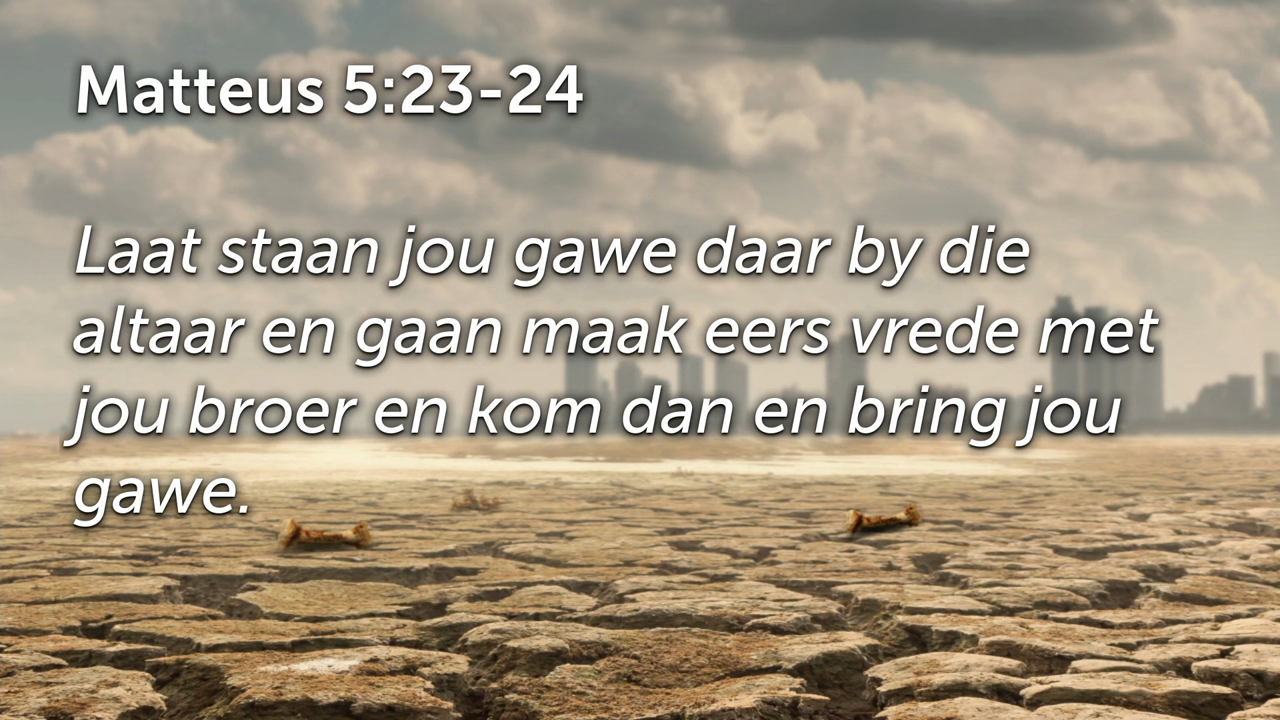 Matteus 5:23-24
Laat staan jou gawe daar by die
altaar en gaan maak eers vrede met
jou broer en kom dan en bring jou
gawe.